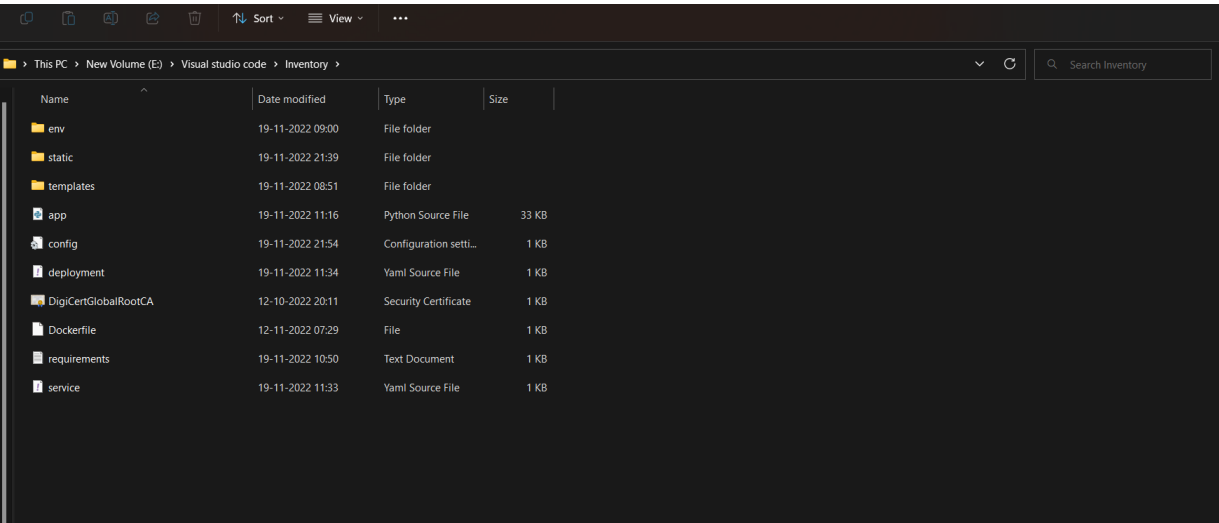 Sort View ...
This PC > New Volume (E:) > Visual studio code > Inventory > Search Inventory
Name Date modified Type Size
env 19-11-2022 09:00 File folder
static 19-11-2022 21:39 File folder
templates 19-11-2022 08:51 File folder
app 19-11-2022 11:16 Python Source File 33 KB
config 19-11-2022 21:54 Configuration setti... 1 KB
deployment 19-11-2022 11:34 Yaml Source File 1 KB
DigiCertGlobalRootCA 12-10-2022 20:11 Security Certificate 1 KB
Dockerfile 12-11-2022 07:29 File 1 KB
requirements 19-11-2022 10:50 Text Document 1 KB
service 19-11-2022 11:33 Yaml Source File 1 KB